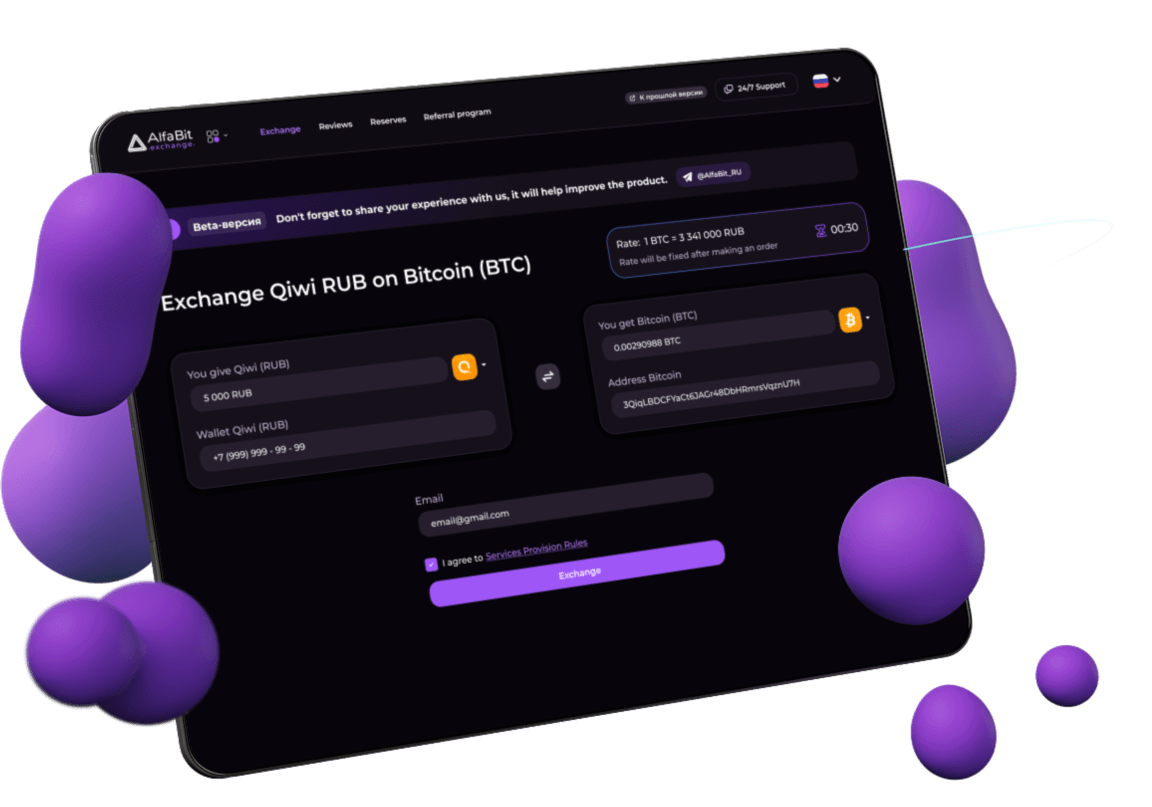 AlfaBit
exchange.
Exchange
Reviews
Reserves
Referral program
К прошлой версии
24/7 Support
Beta-версия
Don't forget to share your experience with us, it will help improve the product.
@AlfaBit_RU
Exchange Qiwi RUB on Bitcoin (BTC)
Rate: 1 BTC = 3 341 000 RUB
00:30
Rate will be fixed after making an order
You give Qiwi (RUB)
5 000 RUB
Wallet Qiwi (RUB)
+7 (999) 999 - 99 - 99
You get Bitcoin (BTC)
0.00290988 BTC
Address Bitcoin
3QiqLBDCFYaCt6JAGr48DbHRmrsVqznU7H
Email
email@gmail.com
I agree to Services Provision Rules
Exchange